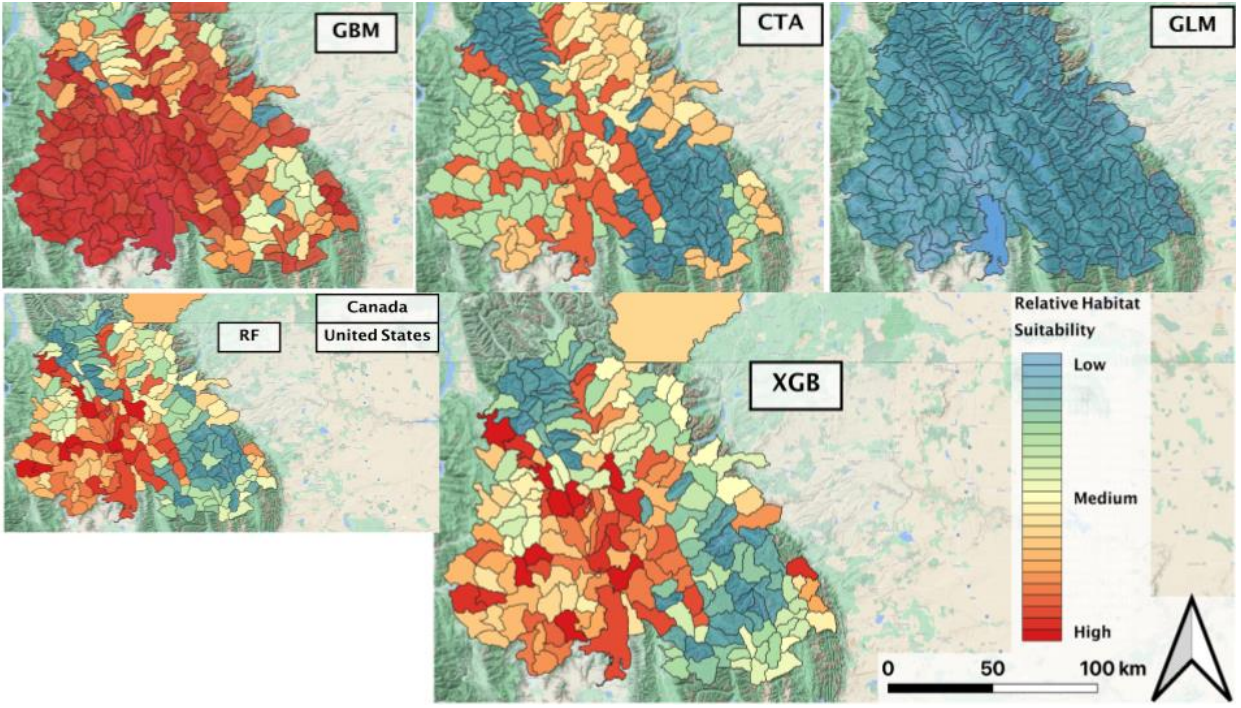 GBM
CTA
GLM
RF
Canada
United States
XGB
Relative Habitat
Suitability
Low
Medium
High
0 50 100 km